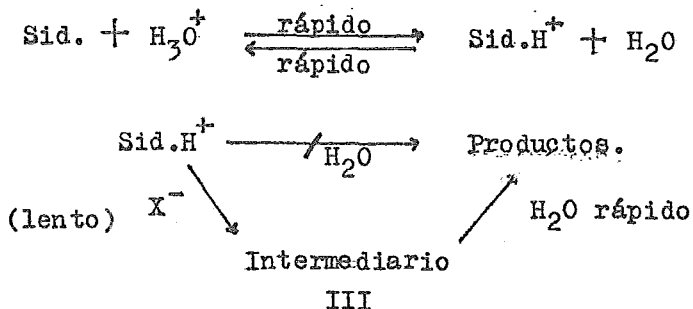 Sid. + H₃O⁺ rápido Sid.H⁺ + H₂O
rápido
Sid.H⁺ H₂O Productos.
(lento) X⁻ H₂O rápido
Intermediario
III